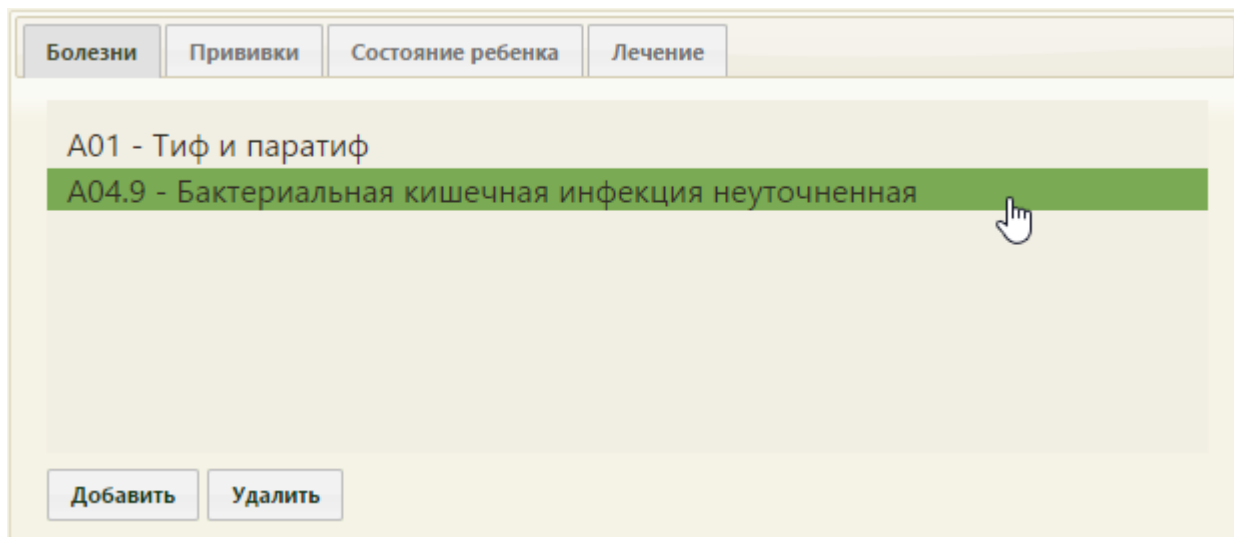 Болезни Прививки Состояние ребенка Лечение
A01 - Тиф и паратиф
A04.9 - Бактериальная кишечная инфекция неуточненная
Добавить Удалить